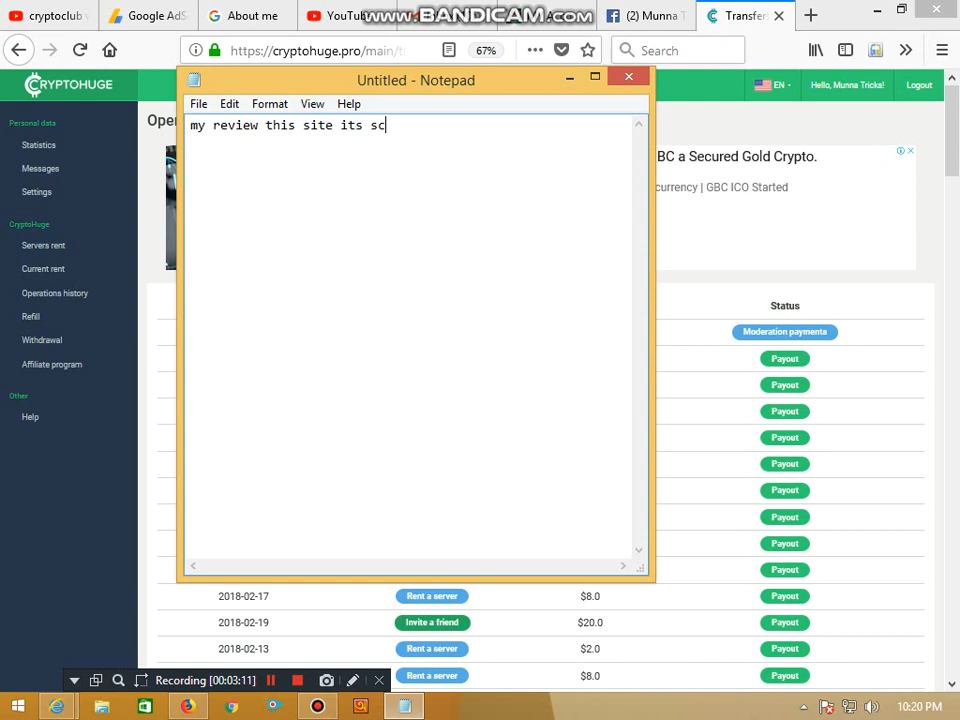 cryptoclub
Google AdS
About me
YouTu
www.BANDICAM.com
(2) Munna T
Transfer
https://cryptohuge.pro/main/t
67%
Search
Untitled - Notepad
File Edit Format View Help
my review this site its sc
CRYPTOHUGE
EN
Hello, Munna Tricka!
Logout
Personal data
Statistics
Messages
Settings
CryptoHuge
Servers rent
Current rent
Operations history
Refill
Withdrawal
Affiliate program
Other
Help
Oper
BC a Secured Gold Crypto.
currency | GBC ICO Started
Status
Moderation payments
Payout
Payout
Payout
Payout
Payout
Payout
Payout
Payout
Payout
2018-02-17 Rent a server $8.0 Payout
2018-02-19 Invite a friend $20.0 Payout
2018-02-13 Rent a server $2.0 Payout
Rent a server $8.0 Payout
Recording [00:03:11]
10:20 PM